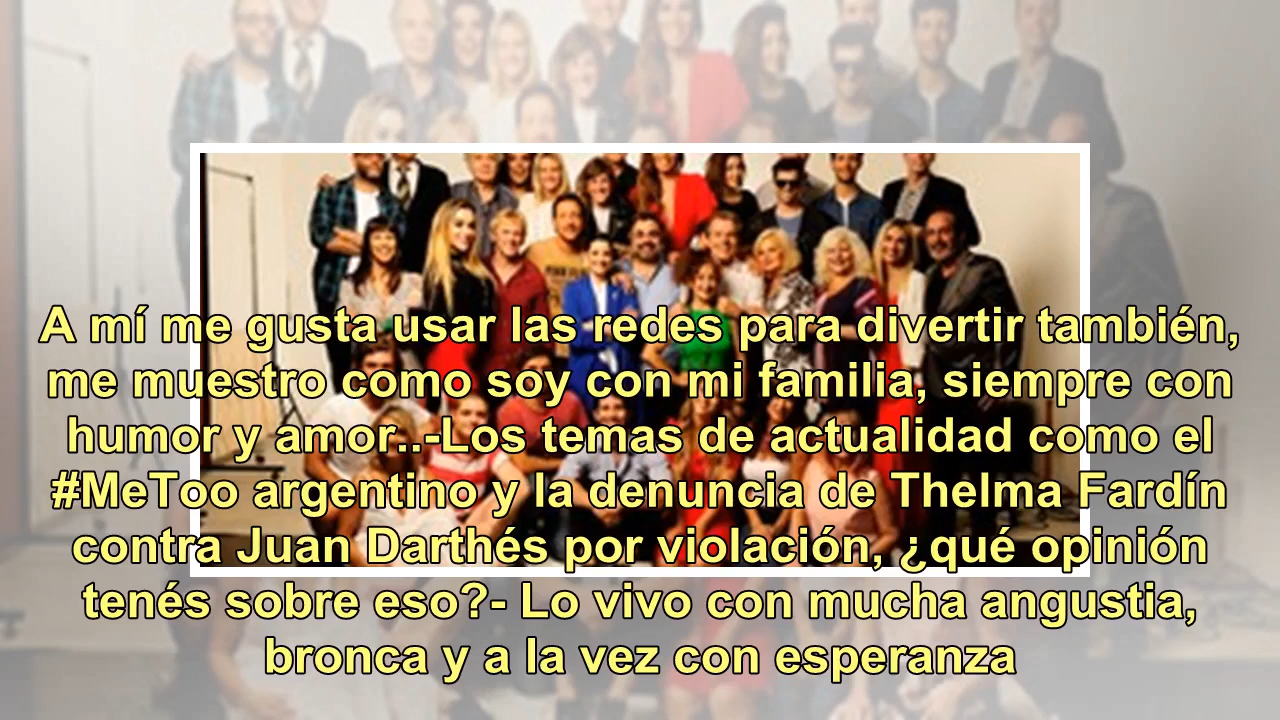 A mí me gusta usar las redes para divertir también,
me muestro como soy con mi familia, siempre con
humor y amor..-Los temas de actualidad como el
#MeToo argentino y la denuncia de Thelma Fardín
contra Juan Darthés por violación, ¿qué opinión
tenés sobre eso?- Lo vivo con mucha angustia,
bronca y a la vez con esperanza